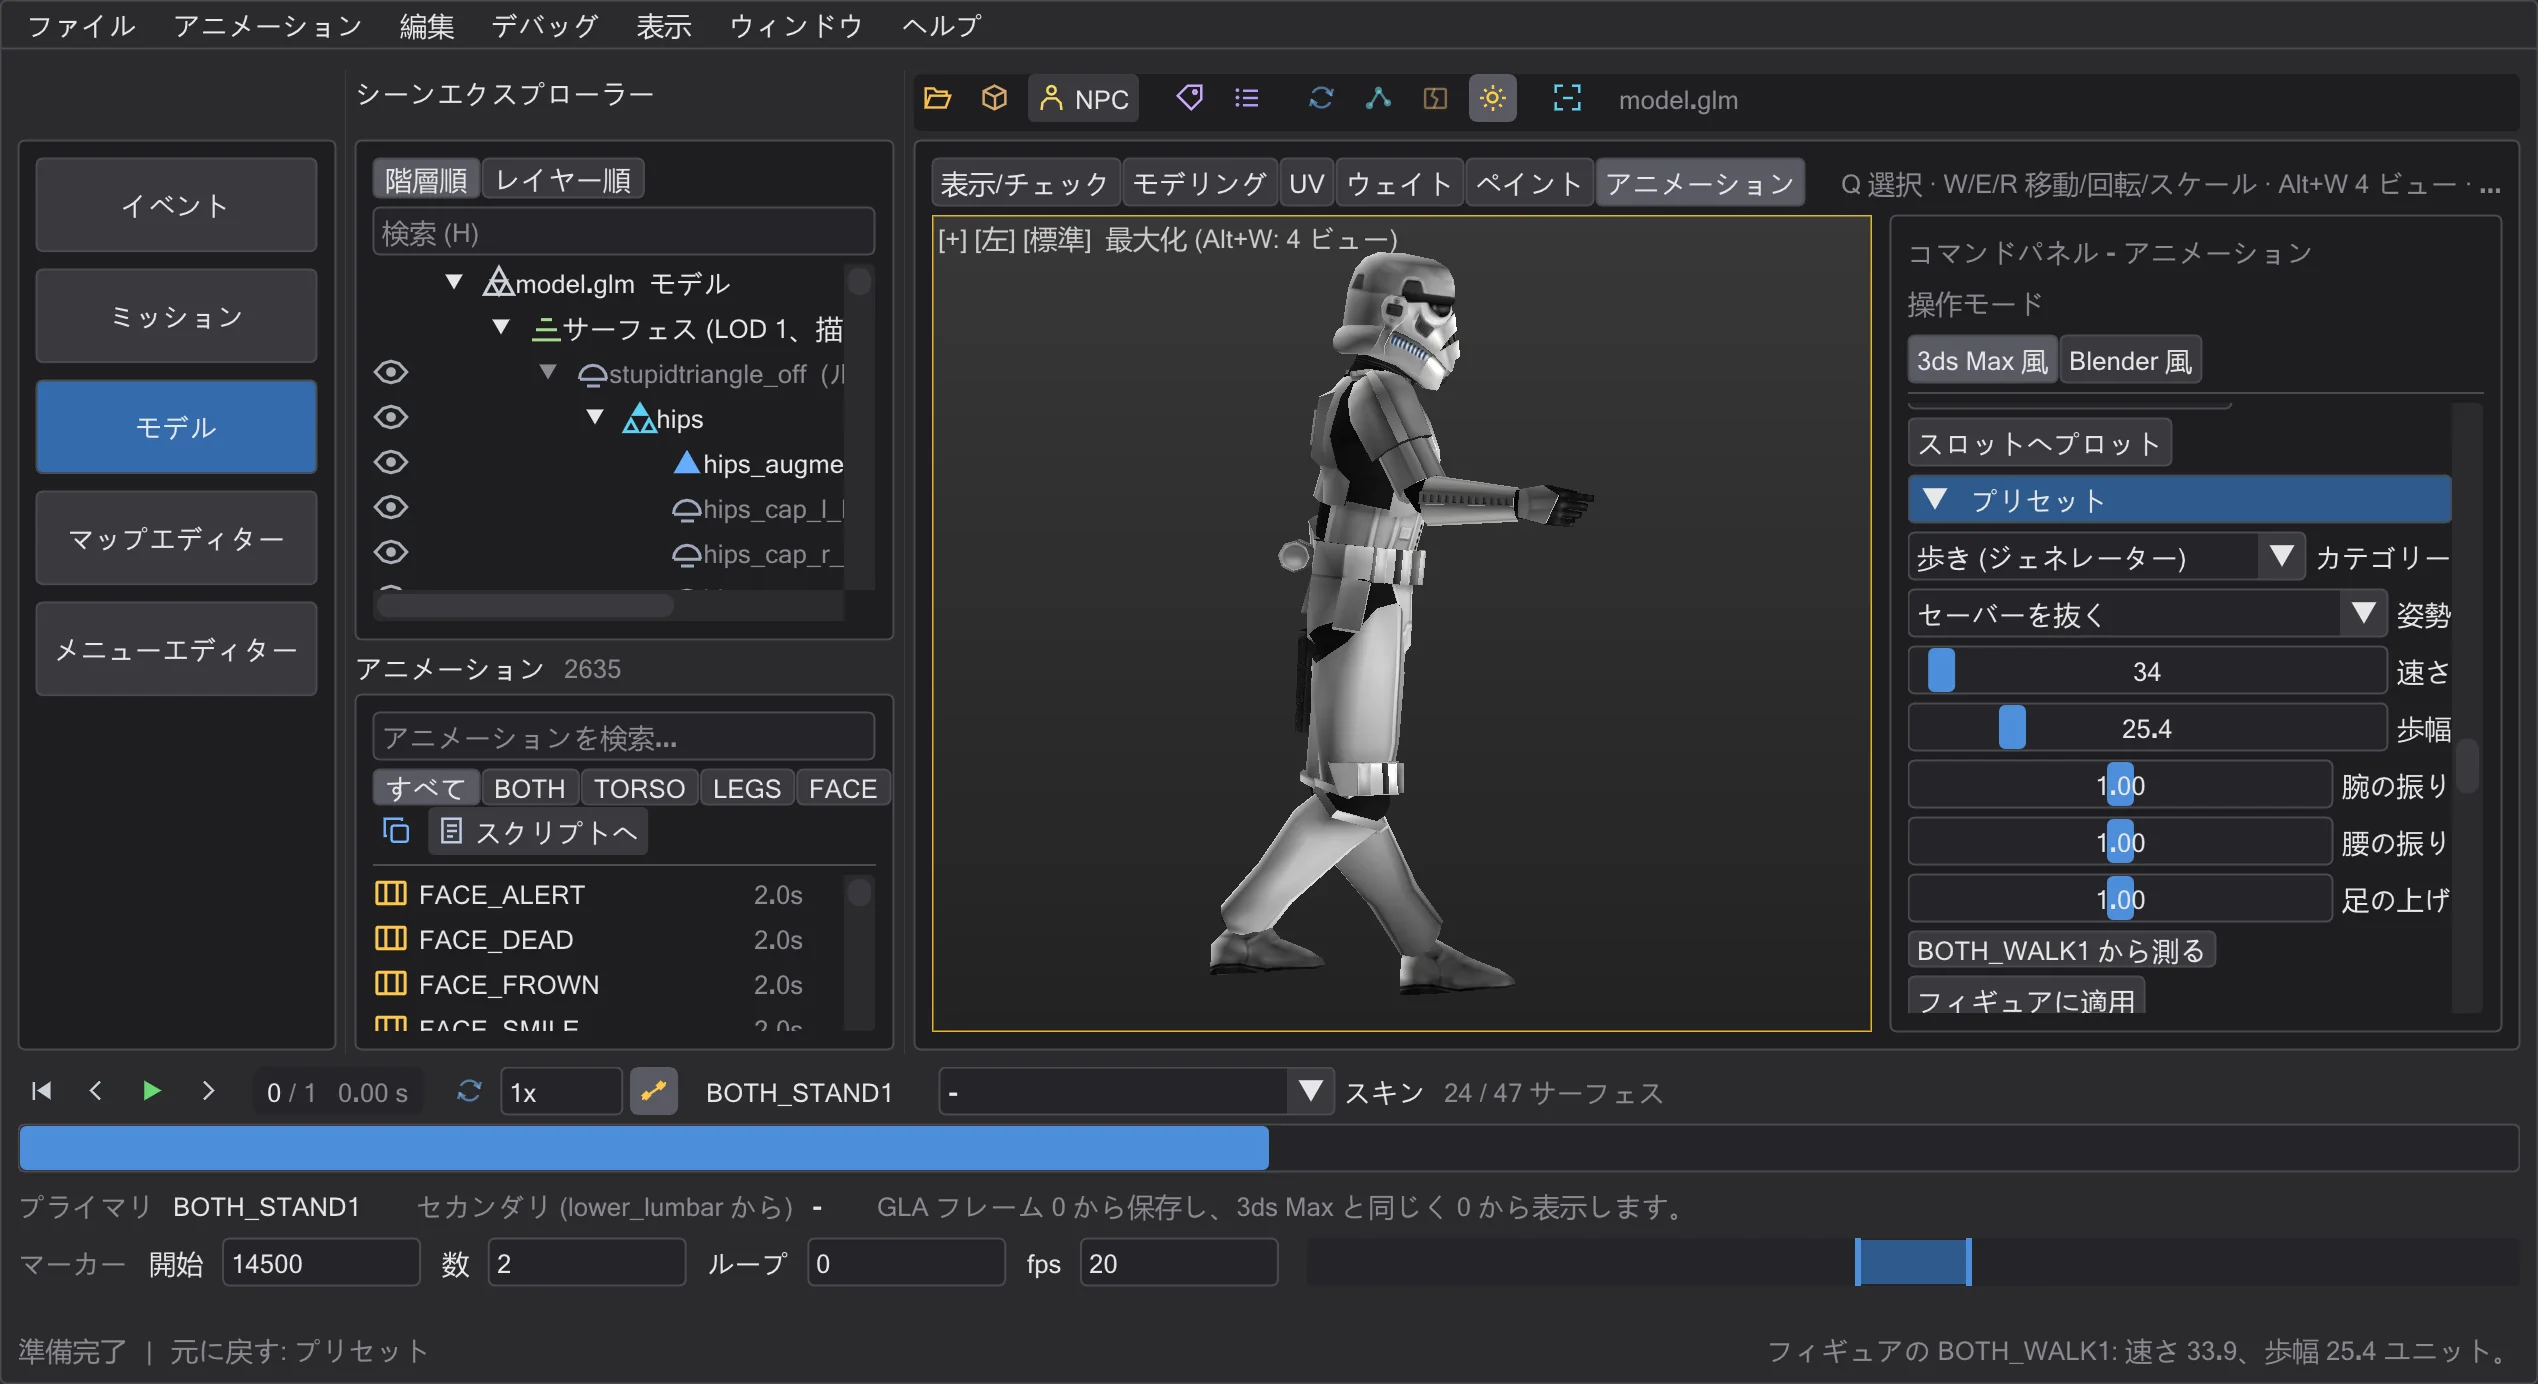 ファイル アニメーション 編集 デバッグ 表示 ウィンドウ ヘルプ
イベント
ミッション
モデル
マップエディター
メニューエディター
シーンエクスプローラー
階層順 レイヤー順
検索 (H)
model.glm モデル
サーフェス (LOD 1、描
stupidtriangle_off
hips
hips_augme
hips_cap_l_
hips_cap_r_
アニメーション 2635
アニメーションを検索...
すべて BOTH TORSO LEGS FACE
スクリプトへ
FACE_ALERT 2.0s
FACE_DEAD 2.0s
FACE_FROWN 2.0s
FACE_SMILE 2.0s
NPC model.glm
表示/チェック モデリング UV ウェイト ペイント アニメーション Q 選択 · W/E/R 移動/回転/スケール · Alt+W 4 ビュー · ...
[+] [左] [標準] 最大化 (Alt+W: 4 ビュー)
コマンドパネル - アニメーション
操作モード
3ds Max 風 Blender 風
スロットへプロット
プリセット
歩き (ジェネレーター) カテゴリー
セーバーを抜く 姿勢
34 速さ
25.4 歩幅
1.00 腕の振り
1.00 腰の振り
1.00 足の上げ
BOTH_WALK1 から測る
フィギュアに適用
0 / 1 0.00 s 1x BOTH_STAND1 - スキン 24 / 47 サーフェス
プライマリ BOTH_STAND1 セカンダリ (lower_lumbar から) - GLA フレーム 0 から保存し、3ds Max と同じく 0 から表示します。
マーカー 開始 14500 数 2 ループ 0 fps 20
準備完了 | 元に戻す: プリセット フィギュアの BOTH_WALK1: 速さ 33.9、歩幅 25.4 ユニット。